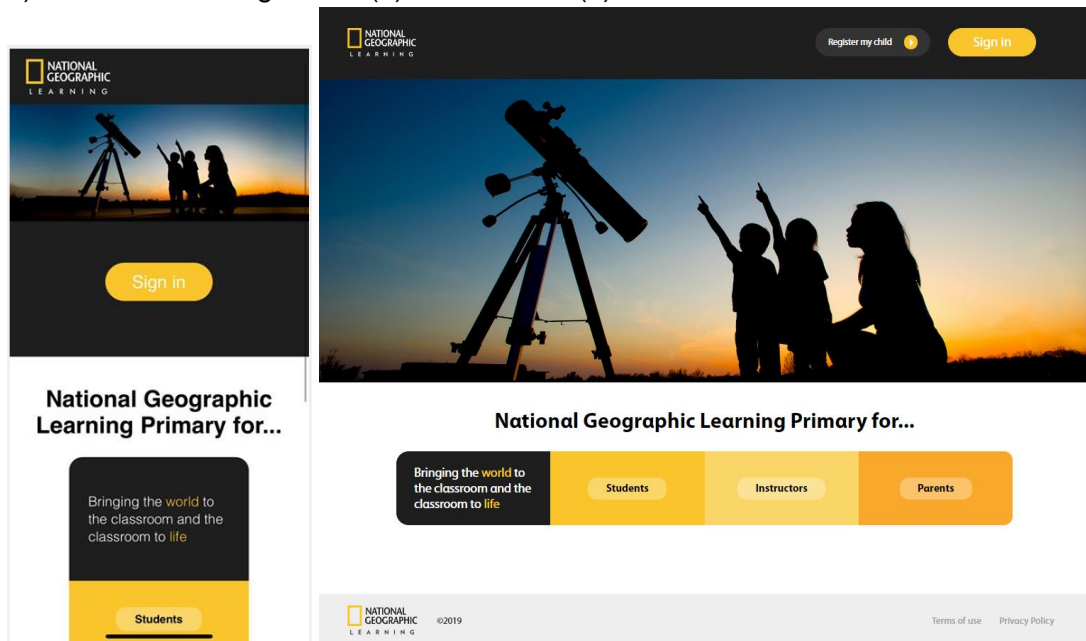 NATIONAL
GEOGRAPHIC
LEARNING
Sign in
National Geographic
Learning Primary for...
Bringing the world to
the classroom and the
classroom to life
Students
NATIONAL
GEOGRAPHIC
LEARNING
Register my child
Sign in
National Geographic Learning Primary for...
Bringing the world to
the classroom and the
classroom to life
Students
Instructors
Parents
NATIONAL
GEOGRAPHIC
LEARNING
©2019
Terms of use
Privacy Policy